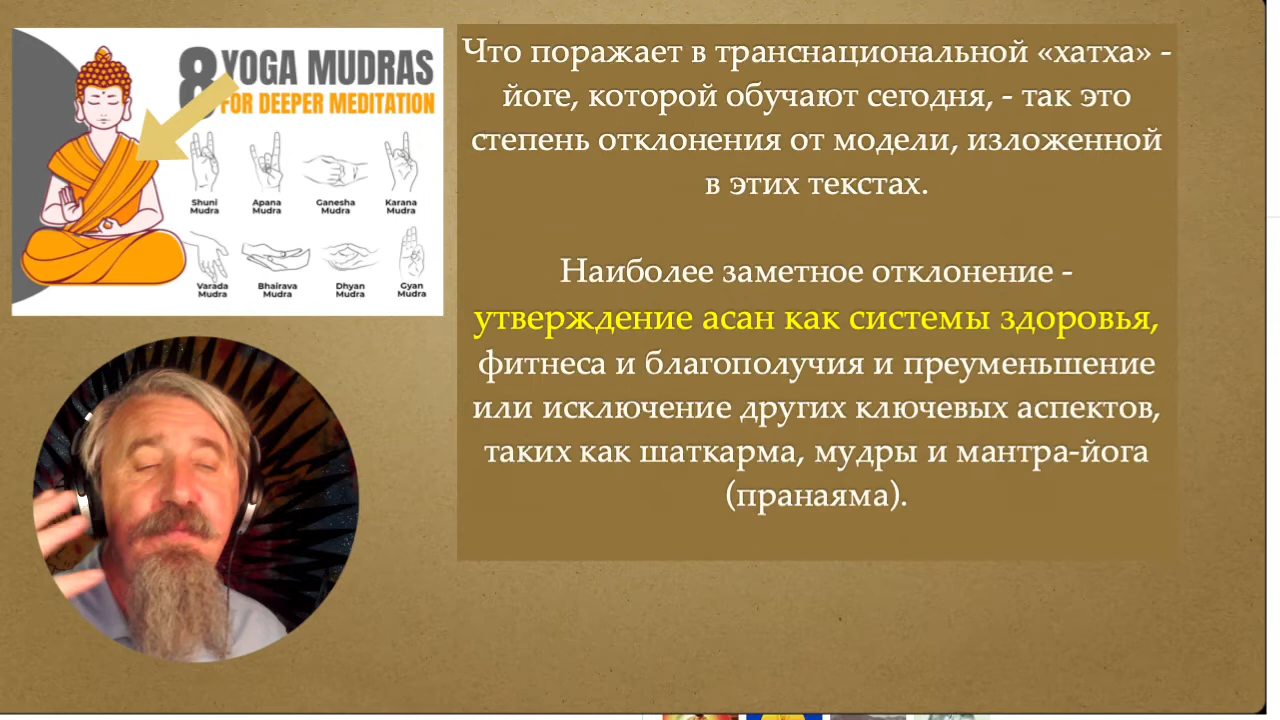 8 YOGA MUDRAS
FOR DEEPER MEDITATION
Shuni Mudra
Apana Mudra
Ganesha Mudra
Karana Mudra
Varada Mudra
Bhairava Mudra
Dhyan Mudra
Gyan Mudra
Что поражает в транснациональной «хатха» -
йоге, которой обучают сегодня, - так это
степень отклонения от модели, изложенной
в этих текстах.
Наиболее заметное отклонение -
утверждение асан как системы здоровья,
фитнеса и благополучия и преуменьшение
или исключение других ключевых аспектов,
таких как шаткарма, мудры и мантра-йога
(пранаяма).